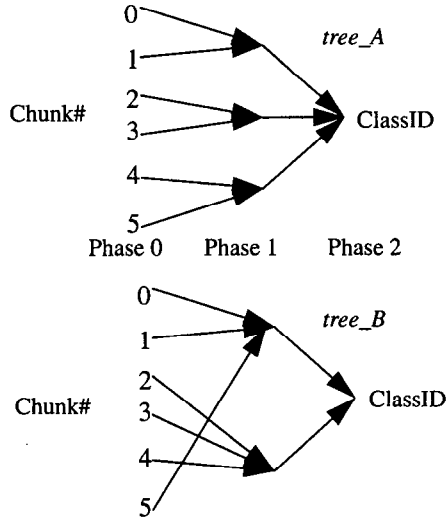 0
tree_A
1
2
Chunk#
ClassID
3
4
5
Phase 0 Phase 1 Phase 2
0
tree_B
1
2
Chunk#
ClassID
3
4
5